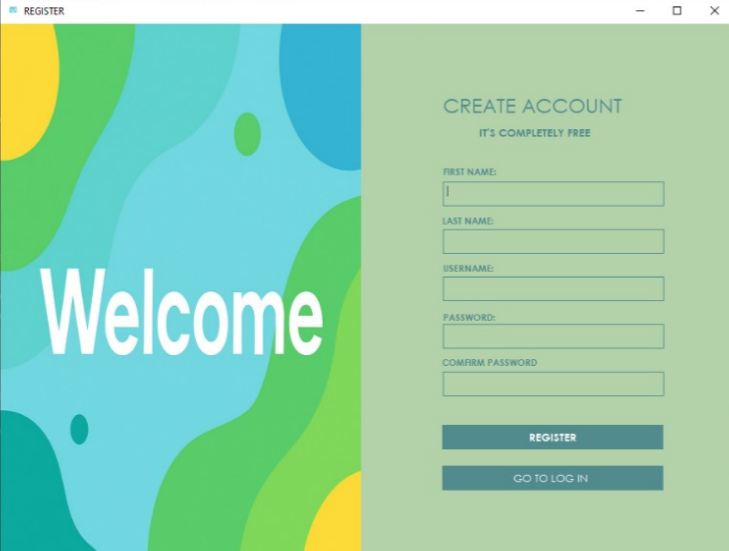 REGISTER
Welcome
CREATE ACCOUNT
IT'S COMPLETELY FREE
FIRST NAME:
LAST NAME:
USERNAME:
PASSWORD:
COMFIRM PASSWORD
REGISTER
GO TO LOG IN